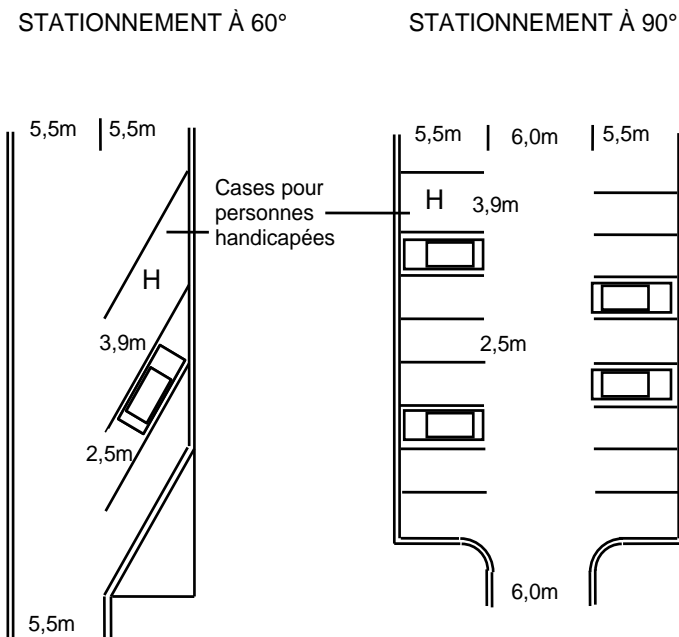 STATIONNEMENT À 60°
STATIONNEMENT À 90°
5,5m
5,5m
5,5m
6,0m
5,5m
Cases pour
personnes
handicapées
H
3,9m
H
3,9m
2,5m
2,5m
6,0m
5,5m